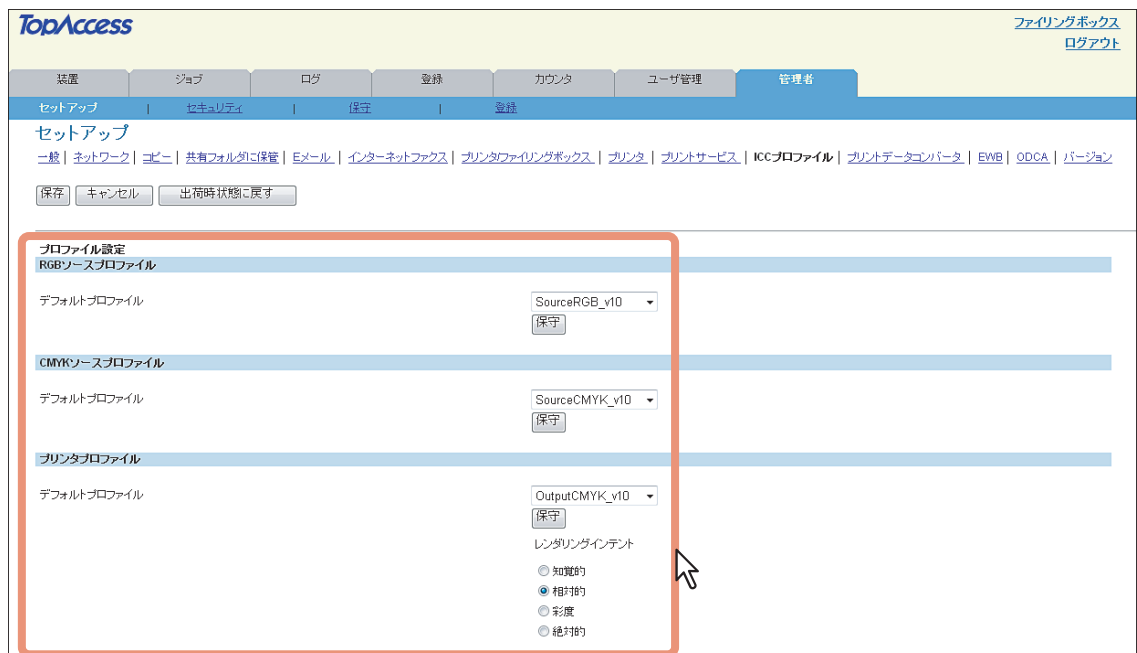 TopAccess
ファイリングボックス
ログアウト
装置 ジョブ ログ 登録 カウンタ ユーザ管理 管理者
セットアップ | セキュリティ | 保守 | 登録
セットアップ
一般 | ネットワーク | コピー | 共有フォルダに保管 | Eメール | インターネットファクス | プリンタ/ファイリングボックス | プリンタ | プリントサービス | ICCプロファイル | プリントデータコンバータ | EWB | ODCA | バージョン
保存 キャンセル 出荷時状態に戻す
プロファイル設定
RGBソースプロファイル
デフォルトプロファイル SourceRGB_v10
保守
CMYKソースプロファイル
デフォルトプロファイル SourceCMYK_v10
保守
プリンタプロファイル
デフォルトプロファイル OutputCMYK_v10
保守
レンダリングインテント
知覚的
相対的
彩度
絶対的